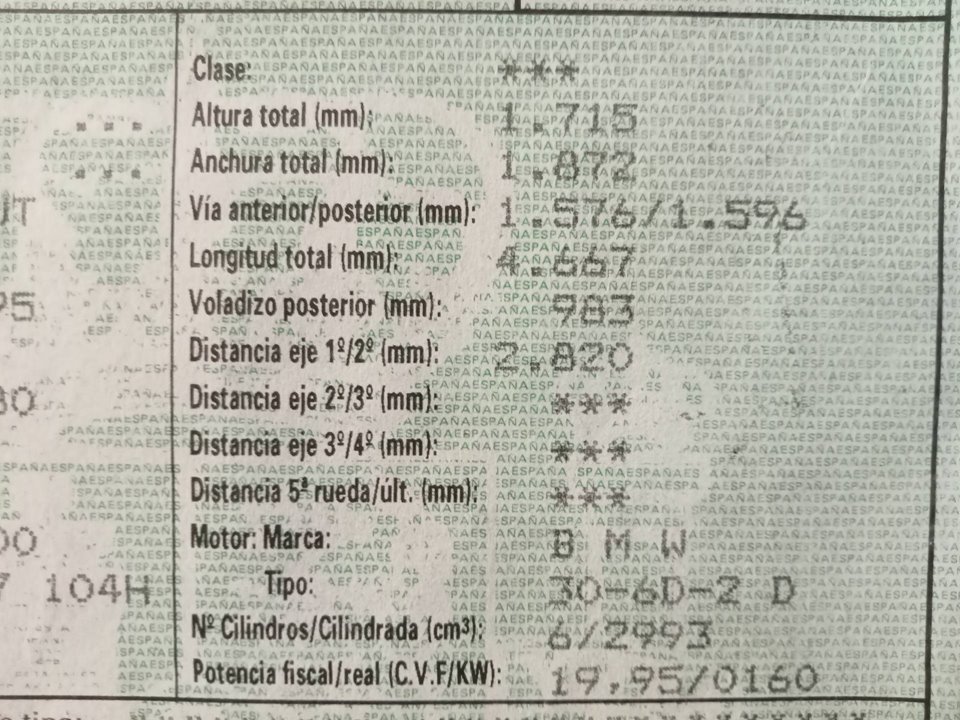 Clase: ***
Altura total (mm): 1.715
Anchura total (mm): 1.872
Vía anterior/posterior (mm): 1.576/1.596
UT
Longitud total (mm): 4.667
Voladizo posterior (mm): 983
Distancia eje 1º/2º (mm): 2.820
Distancia eje 2º/3º (mm): ***
Distancia eje 3º/4º (mm): ***
Distancia 5ª rueda/últ. (mm): ***
Motor: Marca: B M W
104H
Tipo: 30-6D-2 D
Nº Cilindros/Cilindrada (cm³): 6/2993
Potencia fiscal/real (C.V.F/KW): 19,95/0160